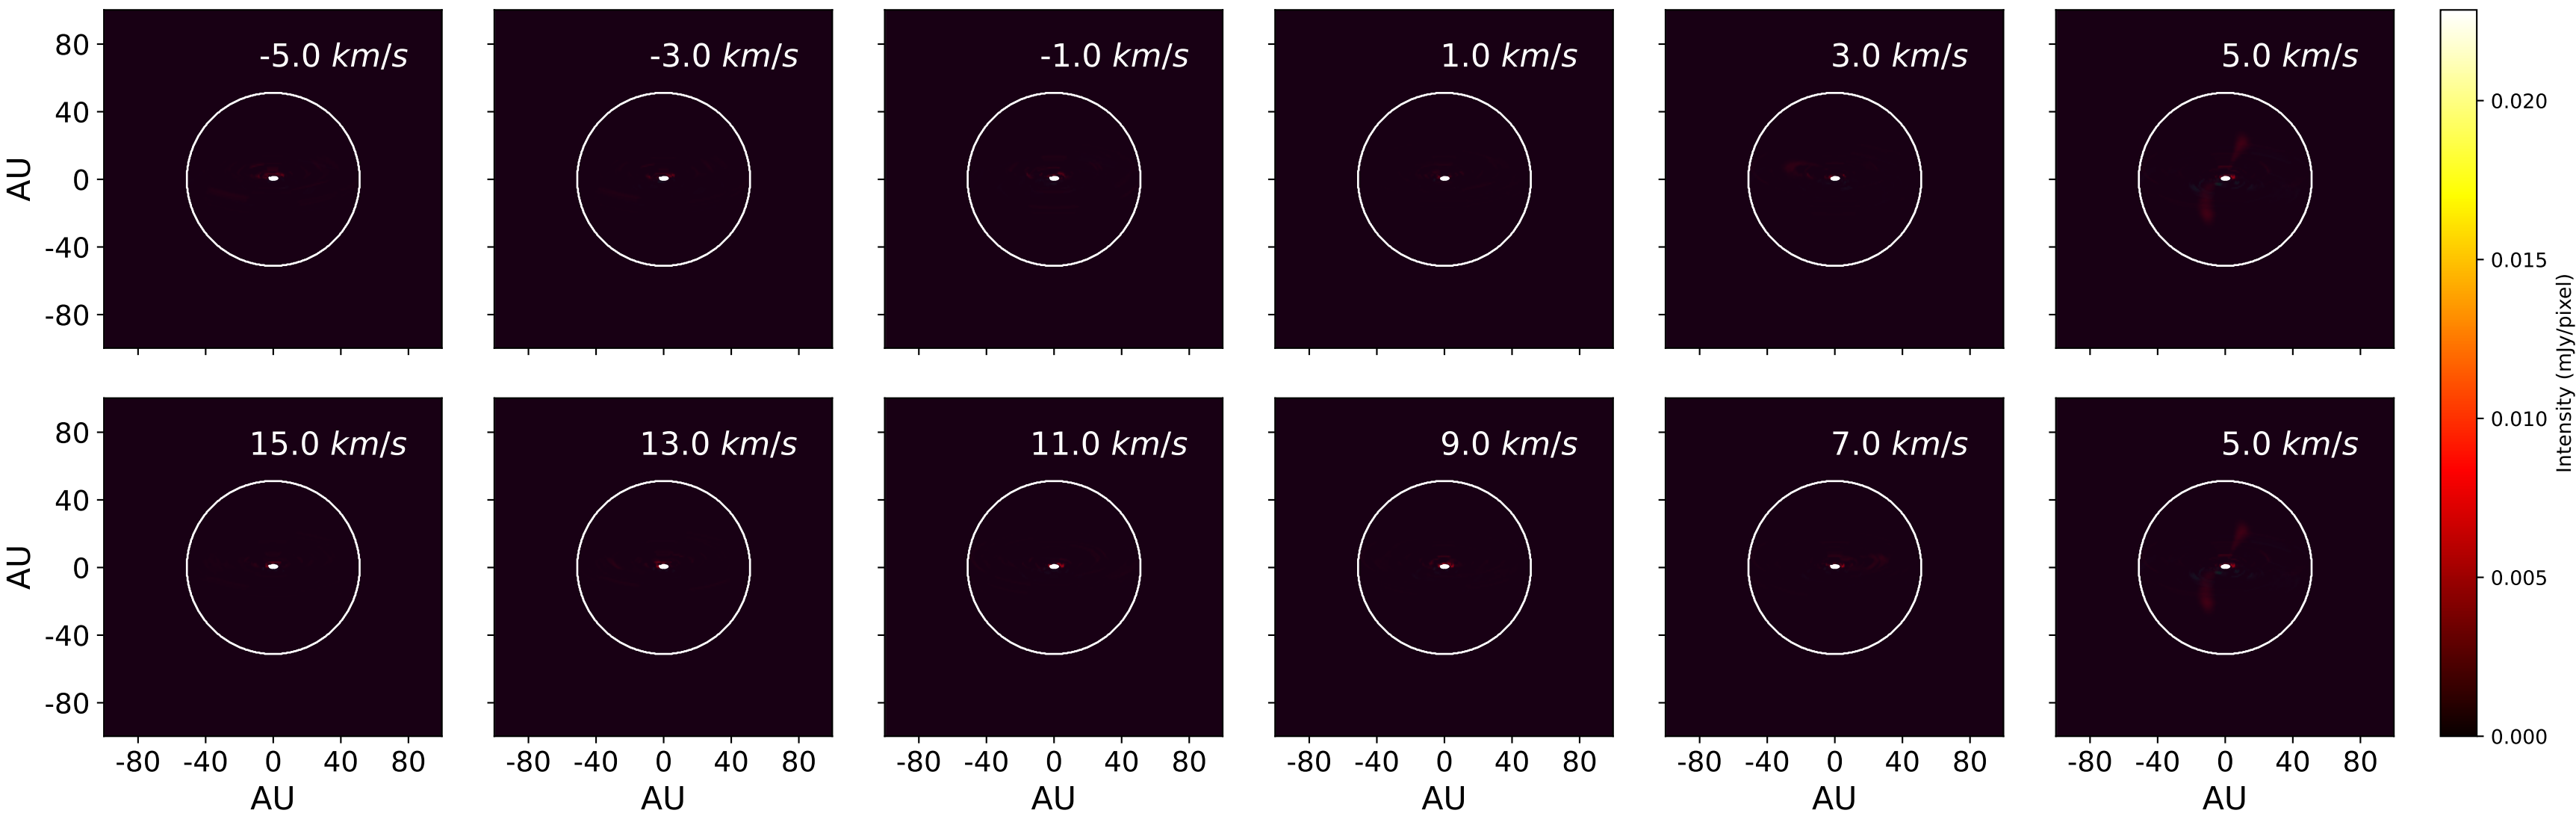 -5.0 km/s
-3.0 km/s
-1.0 km/s
1.0 km/s
3.0 km/s
5.0 km/s
80
40
0
-40
-80
AU
15.0 km/s
13.0 km/s
11.0 km/s
9.0 km/s
7.0 km/s
5.0 km/s
80
40
0
-40
-80
AU
-80 -40 0 40 80
-80 -40 0 40 80
-80 -40 0 40 80
-80 -40 0 40 80
-80 -40 0 40 80
-80 -40 0 40 80
AU
AU
AU
AU
AU
AU
0.020
0.015
0.010
0.005
0.000
Intensity (mJy/pixel)